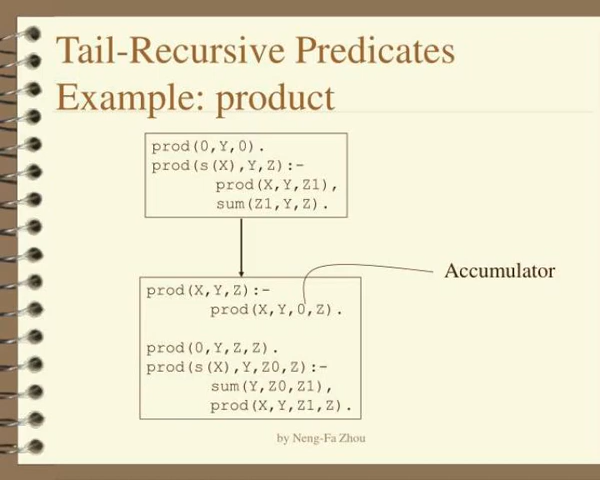 Tail-Recursive Predicates
Example: product
prod(0,Y,0).
prod(s(X),Y,Z):-
prod(X,Y,Z1),
sum(Z1,Y,Z).
Accumulator
prod(X,Y,Z):-
prod(X,Y,0,Z).
prod(0,Y,Z,Z).
prod(s(X),Y,Z0,Z):-
sum(Y,Z0,Z1),
prod(X,Y,Z1,Z).
by Neng-Fa Zhou